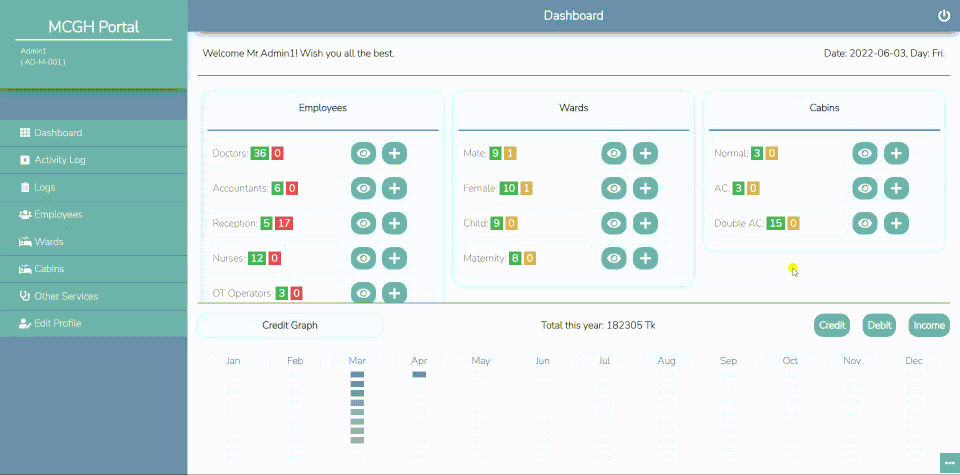 MCGH Portal
Admin1
( AD-M-001 )
Dashboard
Activity Log
Logs
Employees
Wards
Cabins
Other Services
Edit Profile
Dashboard
Welcome Mr.Admin1! Wish you all the best.
Date: 2022-06-03, Day: Fri.
Employees
Doctors: 36 0
Accountants: 6 0
Reception: 5 17
Nurses: 12 0
OT Operators: 3 0
Wards
Male: 9 1
Female: 10 1
Child: 9 0
Maternity: 8 0
Cabins
Normal: 3 0
AC: 3 0
Double AC: 15 0
Credit Graph
Total this year: 182305 Tk
Credit Debit Income
Jan Feb Mar Apr May Jun Jul Aug Sep Oct Nov Dec